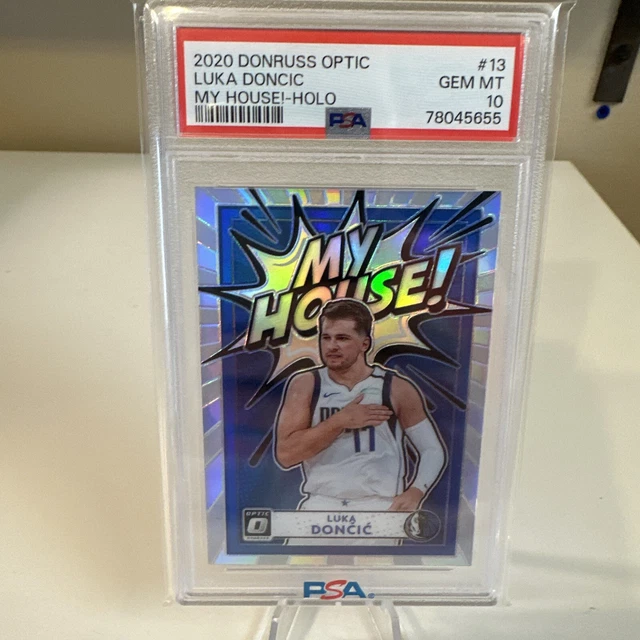 2020 DONRUSS OPTIC #13
LUKA DONCIC GEM MT
MY HOUSE!-HOLO 10
PSA 78045655
MY
HOUSE!
17
OPTIC
LUKA
DONČIĆ
PSA